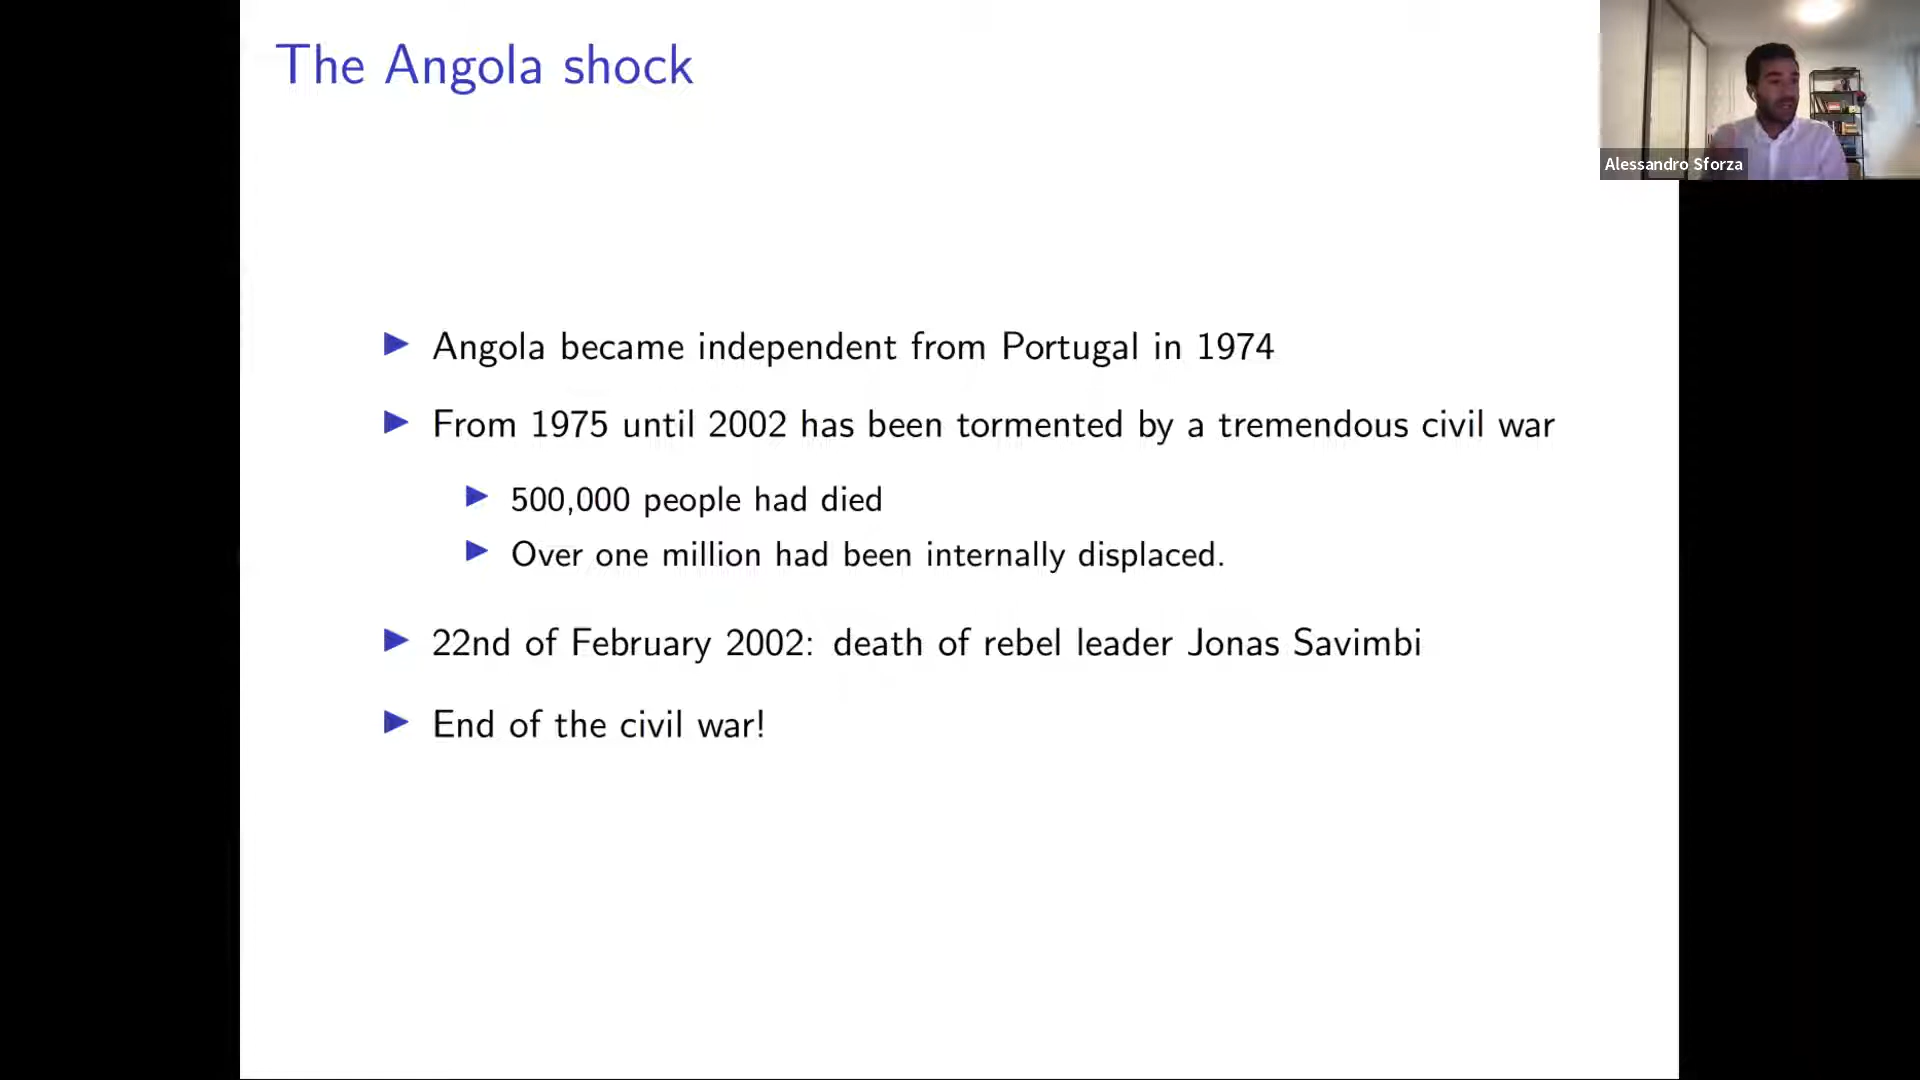 The Angola shock
Alessandro Sforza
Angola became independent from Portugal in 1974
From 1975 until 2002 has been tormented by a tremendous civil war
500,000 people had died
Over one million had been internally displaced.
22nd of February 2002: death of rebel leader Jonas Savimbi
End of the civil war!